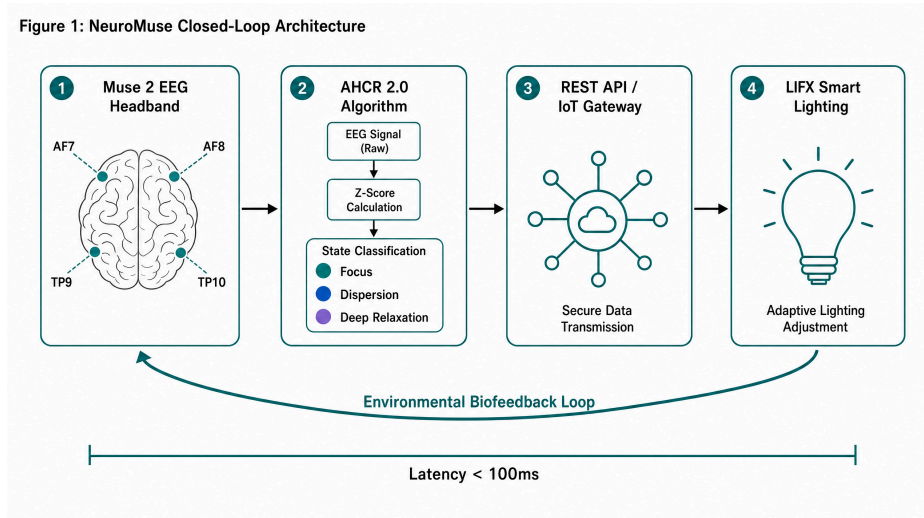 Figure 1: NeuroMuse Closed-Loop Architecture
1
Muse 2 EEG
Headband
AF7
AF8
TP9
TP10
2
AHCR 2.0
Algorithm
EEG Signal
(Raw)
Z-Score
Calculation
State Classification
Focus
Dispersion
Deep Relaxation
3
REST API /
IoT Gateway
Secure Data
Transmission
4
LIFX Smart
Lighting
Adaptive Lighting
Adjustment
Environmental Biofeedback Loop
Latency < 100ms